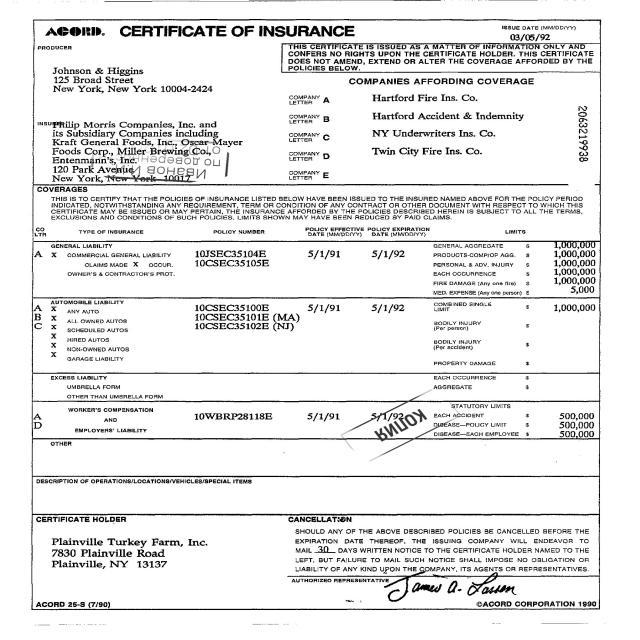 ACORD. CERTIFICATE OF INSURANCE
ISSUE DATE (MM/DD/YY)
03/05/92
PRODUCER
Johnson & Higgins
125 Broad Street
New York, New York 10004-2424
THIS CERTIFICATE IS ISSUED AS A MATTER OF INFORMATION ONLY AND
CONFERS NO RIGHTS UPON THE CERTIFICATE HOLDER. THIS CERTIFICATE
DOES NOT AMEND, EXTEND OR ALTER THE COVERAGE AFFORDED BY THE
POLICIES BELOW.
COMPANIES AFFORDING COVERAGE
COMPANY LETTER A Hartford Fire Ins. Co.
COMPANY LETTER B Hartford Accident & Indemnity
COMPANY LETTER C NY Underwriters Ins. Co.
COMPANY LETTER D Twin City Fire Ins. Co.
COMPANY LETTER E
2063219938
Philip Morris Companies, Inc. and
its Subsidiary Companies including
Kraft General Foods, Inc., Oscar Mayer
Foods Corp., Miller Brewing Co.,
Entenmann's, Inc.
120 Park Avenue
New York, New York 10017
ПО ДОВЕРЕННО
ИВАНОВА
COVERAGES
THIS IS TO CERTIFY THAT THE POLICIES OF INSURANCE LISTED BELOW HAVE BEEN ISSUED TO THE INSURED NAMED ABOVE FOR THE POLICY PERIOD
INDICATED, NOTWITHSTANDING ANY REQUIREMENT, TERM OR CONDITION OF ANY CONTRACT OR OTHER DOCUMENT WITH RESPECT TO WHICH THIS
CERTIFICATE MAY BE ISSUED OR MAY PERTAIN, THE INSURANCE AFFORDED BY THE POLICIES DESCRIBED HEREIN IS SUBJECT TO ALL THE TERMS,
EXCLUSIONS AND CONDITIONS OF SUCH POLICIES. LIMITS SHOWN MAY HAVE BEEN REDUCED BY PAID CLAIMS.
CO LTR TYPE OF INSURANCE POLICY NUMBER POLICY EFFECTIVE DATE (MM/DD/YY) POLICY EXPIRATION DATE (MM/DD/YY) LIMITS
GENERAL LIABILITY GENERAL AGGREGATE $ 1,000,000
A X COMMERCIAL GENERAL LIABILITY 10JSEC35104E 5/1/91 5/1/92 PRODUCTS-COMP/OP AGG. $ 1,000,000
CLAIMS MADE X OCCUR. 10CSEC35105E PERSONAL & ADV. INJURY $ 1,000,000
OWNER'S & CONTRACTOR'S PROT. EACH OCCURRENCE $ 1,000,000
FIRE DAMAGE (Any one fire) $ 1,000,000
MED. EXPENSE (Any one person) $ 5,000
AUTOMOBILE LIABILITY
A X ANY AUTO 10CSEC35100E 5/1/91 5/1/92 COMBINED SINGLE LIMIT $ 1,000,000
B X ALL OWNED AUTOS 10CSEC35101E (MA)
C X SCHEDULED AUTOS 10CSEC35102E (NJ) BODILY INJURY (Per person) $
X HIRED AUTOS
X NON-OWNED AUTOS BODILY INJURY (Per accident) $
X GARAGE LIABILITY
PROPERTY DAMAGE $
EXCESS LIABILITY EACH OCCURRENCE $
UMBRELLA FORM AGGREGATE $
OTHER THAN UMBRELLA FORM
STATUTORY LIMITS
A WORKER'S COMPENSATION AND 10WBRP28118E 5/1/91 5/1/92 EACH ACCIDENT $ 500,000
D EMPLOYERS' LIABILITY DISEASE—POLICY LIMIT $ 500,000
DISEASE—EACH EMPLOYEE $ 500,000
КОПИЯ
OTHER
DESCRIPTION OF OPERATIONS/LOCATIONS/VEHICLES/SPECIAL ITEMS
CERTIFICATE HOLDER
Plainville Turkey Farm, Inc.
7830 Plainville Road
Plainville, NY 13137
CANCELLATION
SHOULD ANY OF THE ABOVE DESCRIBED POLICIES BE CANCELLED BEFORE THE
EXPIRATION DATE THEREOF, THE ISSUING COMPANY WILL ENDEAVOR TO
MAIL 30 DAYS WRITTEN NOTICE TO THE CERTIFICATE HOLDER NAMED TO THE
LEFT, BUT FAILURE TO MAIL SUCH NOTICE SHALL IMPOSE NO OBLIGATION OR
LIABILITY OF ANY KIND UPON THE COMPANY, ITS AGENTS OR REPRESENTATIVES.
AUTHORIZED REPRESENTATIVE
James A. Larsen
ACORD 25-S (7/90)
©ACORD CORPORATION 1990